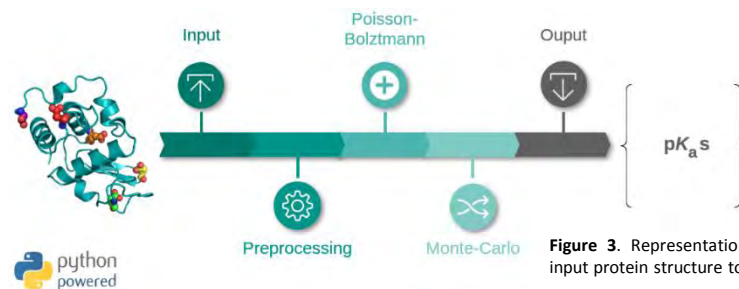 Input
Poisson-
Bolztmann
Ouput
pKas
Preprocessing
Monte-Carlo
Figure 3. Representatio
input protein structure to
python
powered